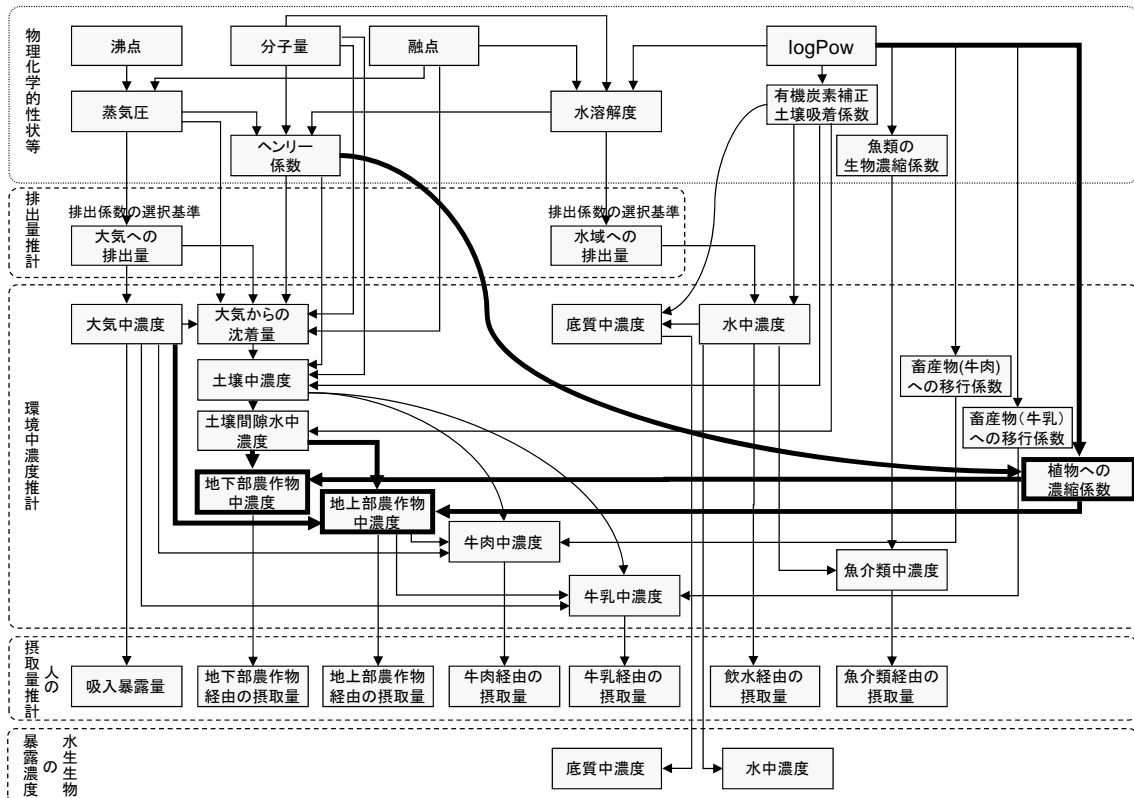 物理化学的性状等
沸点
分子量
融点
logPow
蒸気圧
水溶解度
有機炭素補正
土壌吸着係数
ヘンリー
係数
魚類の
生物濃縮係数
排出量推計
排出係数の選択基準
大気への
排出量
排出係数の選択基準
水域への
排出量
環境中濃度推計
大気中濃度
大気からの
沈着量
底質中濃度
水中濃度
土壌中濃度
畜産物(牛肉)
への移行係数
土壌間隙水中
濃度
畜産物(牛乳)
への移行係数
地下部農作物
中濃度
植物への
濃縮係数
地上部農作物
中濃度
牛肉中濃度
魚介類中濃度
牛乳中濃度
人の
摂取量推計
吸入暴露量
地下部農作物
経由の摂取量
地上部農作物
経由の摂取量
牛肉経由の
摂取量
牛乳経由の
摂取量
飲水経由の
摂取量
魚介類経由の
摂取量
水生生物
の
暴露濃度
底質中濃度
水中濃度